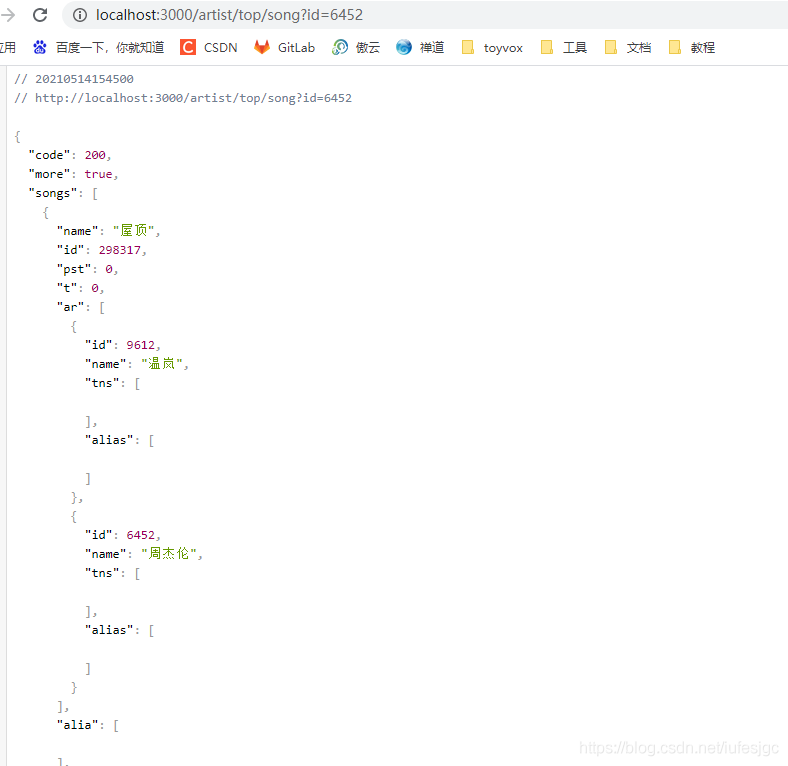 localhost:3000/artist/top/song?id=6452
应用 百度一下，你就知道 CSDN GitLab 傲云 禅道 toyvox 工具 文档 教程
// 20210514154500
// http://localhost:3000/artist/top/song?id=6452
{
"code": 200,
"more": true,
"songs": [
{
"name": "屋顶",
"id": 298317,
"pst": 0,
"t": 0,
"ar": [
{
"id": 9612,
"name": "温岚",
"tns": [
],
"alias": [
]
},
{
"id": 6452,
"name": "周杰伦",
"tns": [
],
"alias": [
]
}
],
"alia": [
],
https://blog.csdn.net/iufesjgc